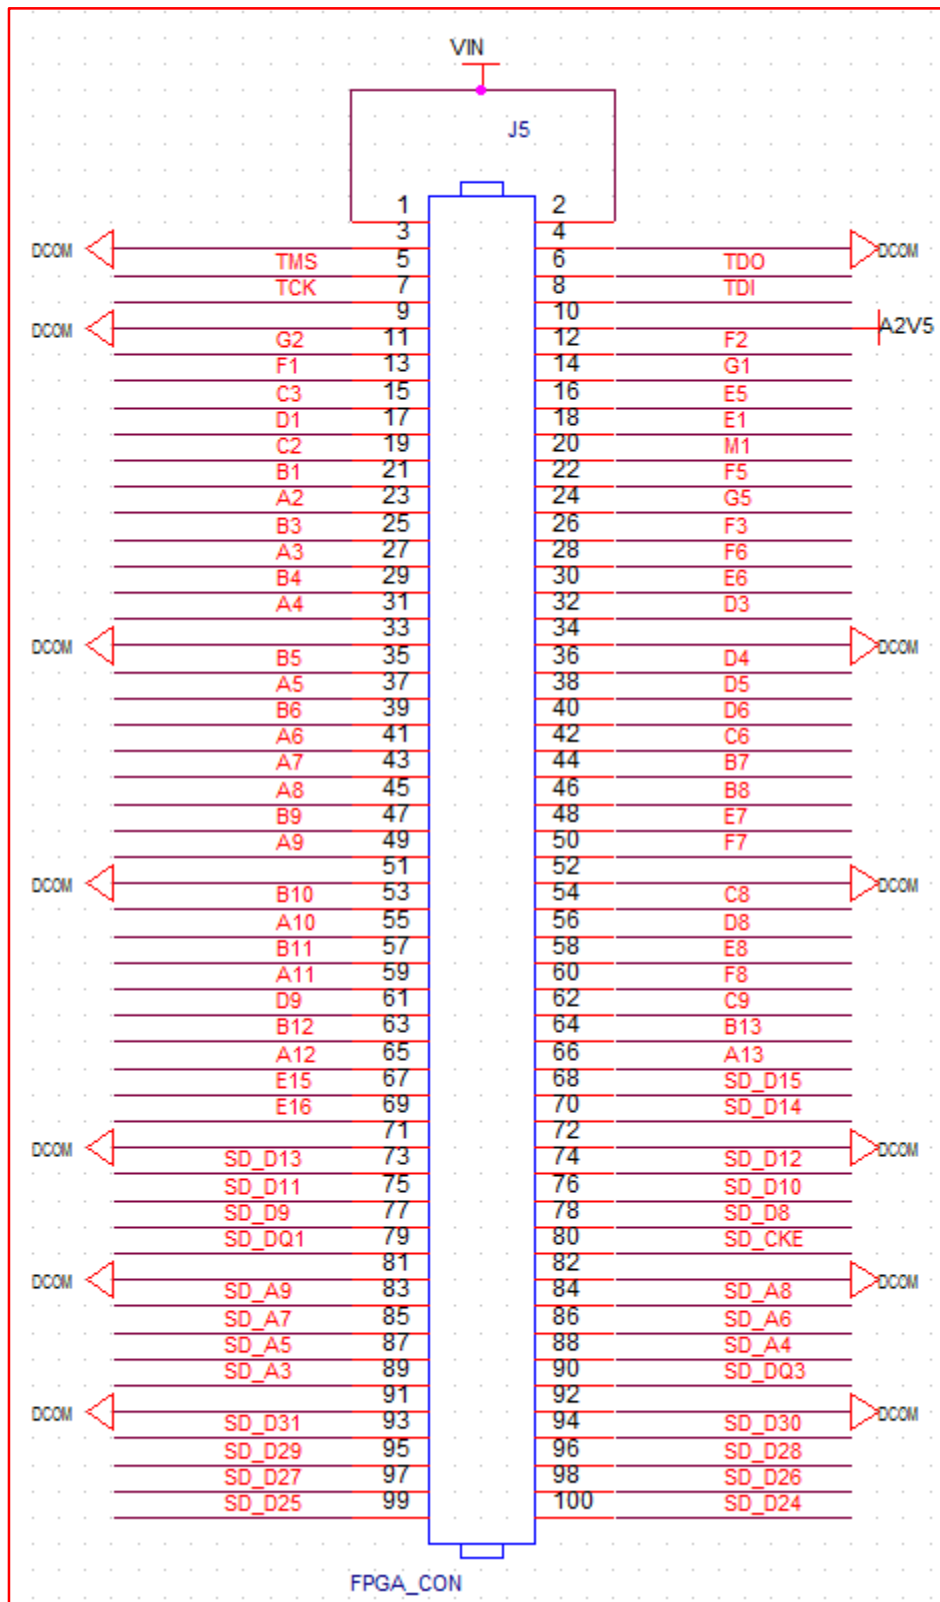 VIN
J5
1 2
3 4
DCOM DCOM
TMS 5 6 TDO
TCK 7 8 TDI
9 10
DCOM A2V5
G2 11 12 F2
F1 13 14 G1
C3 15 16 E5
D1 17 18 E1
C2 19 20 M1
B1 21 22 F5
A2 23 24 G5
B3 25 26 F3
A3 27 28 F6
B4 29 30 E6
A4 31 32 D3
33 34
DCOM DCOM
B5 35 36 D4
A5 37 38 D5
B6 39 40 D6
A6 41 42 C6
A7 43 44 B7
A8 45 46 B8
B9 47 48 E7
A9 49 50 F7
51 52
DCOM DCOM
B10 53 54 C8
A10 55 56 D8
B11 57 58 E8
A11 59 60 F8
D9 61 62 C9
B12 63 64 B13
A12 65 66 A13
E15 67 68 SD_D15
E16 69 70 SD_D14
71 72
DCOM DCOM
SD_D13 73 74 SD_D12
SD_D11 75 76 SD_D10
SD_D9 77 78 SD_D8
SD_DQ1 79 80 SD_CKE
81 82
DCOM DCOM
SD_A9 83 84 SD_A8
SD_A7 85 86 SD_A6
SD_A5 87 88 SD_A4
SD_A3 89 90 SD_DQ3
91 92
DCOM DCOM
SD_D31 93 94 SD_D30
SD_D29 95 96 SD_D28
SD_D27 97 98 SD_D26
SD_D25 99 100 SD_D24
FPGA_CON